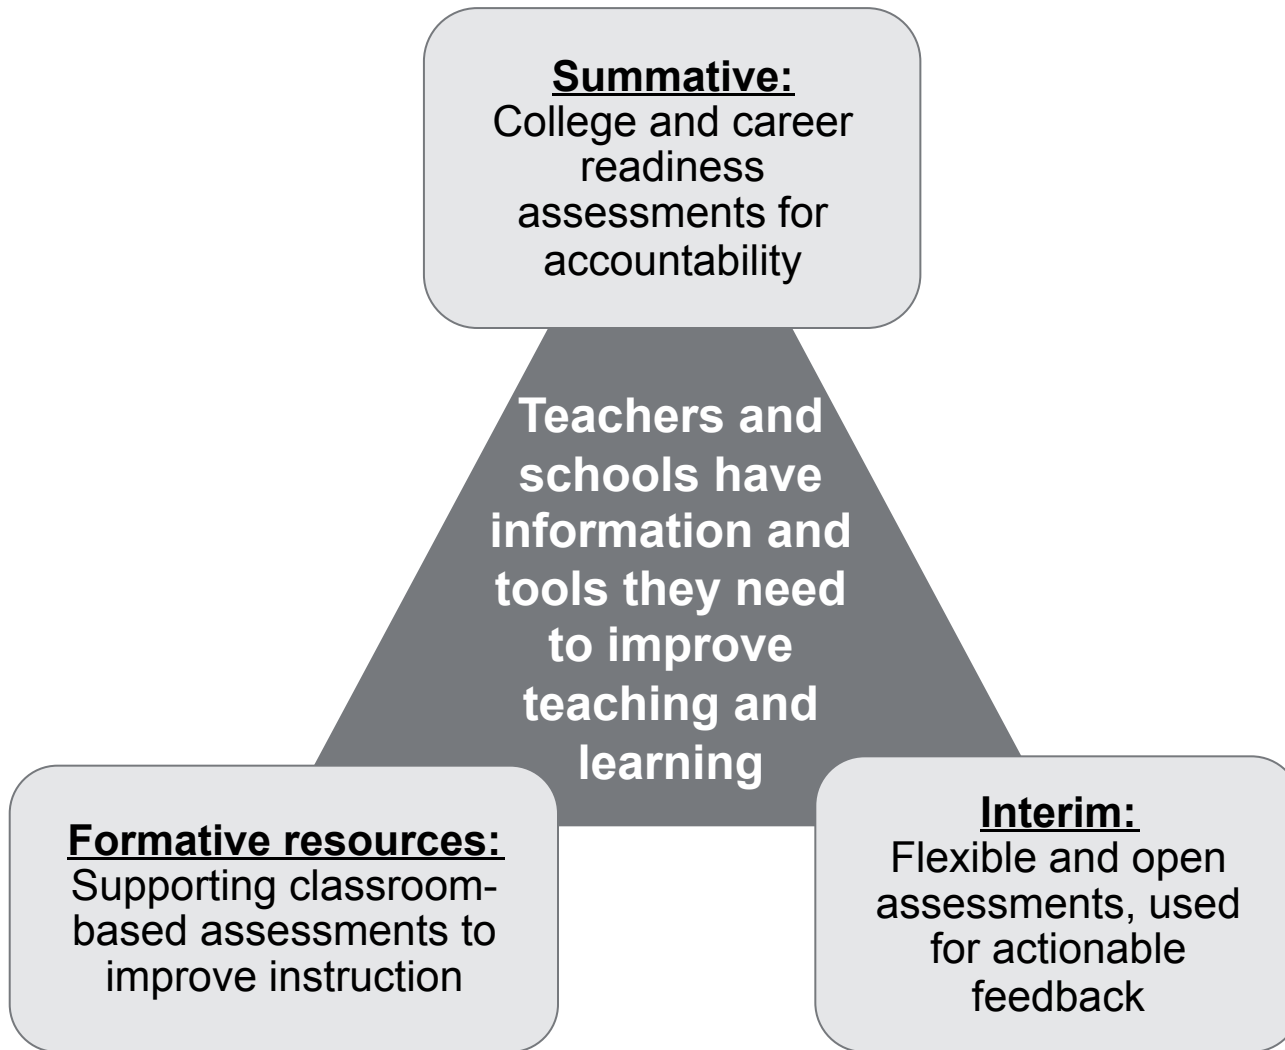 Summative:
College and career
readiness
assessments for
accountability
Teachers and
schools have
information and
tools they need
to improve
teaching and
learning
Formative resources:
Supporting classroom-
based assessments to
improve instruction
Interim:
Flexible and open
assessments, used
for actionable
feedback